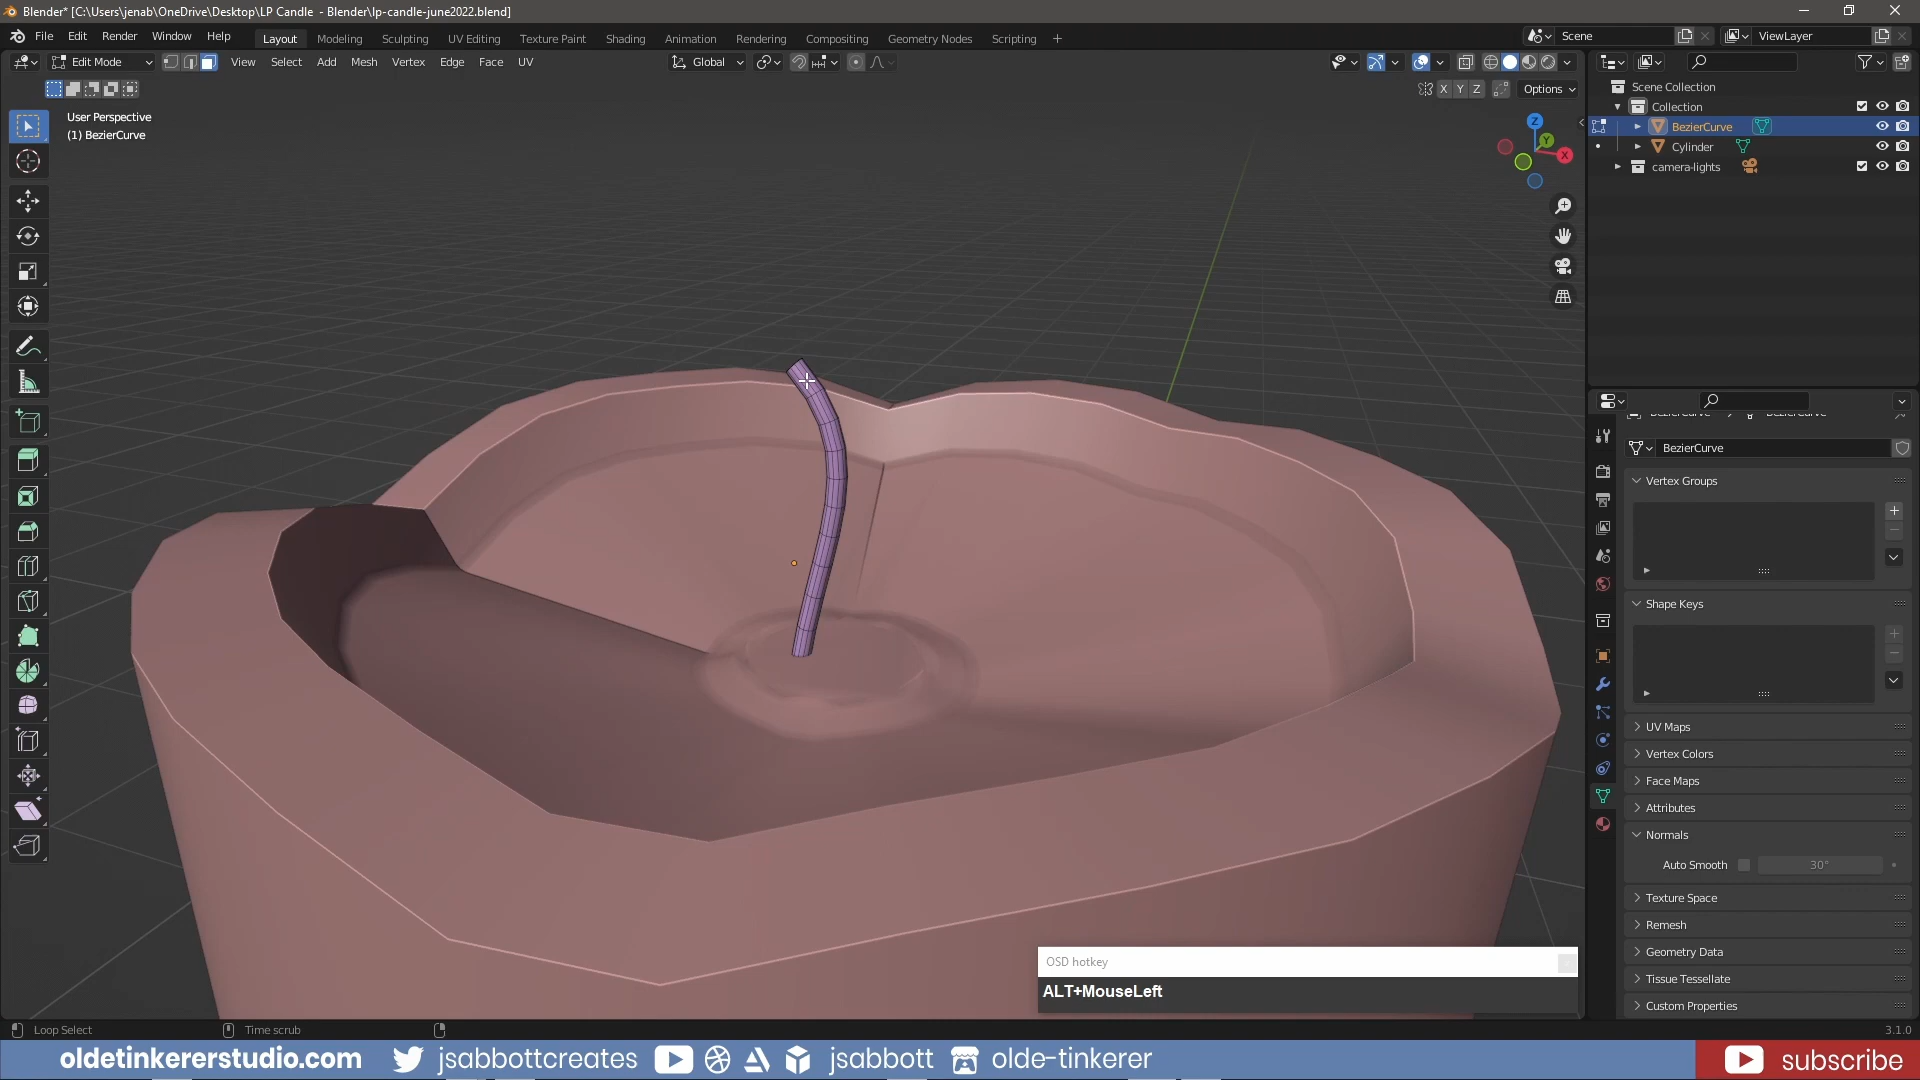 Blender* [C:\Users\jenab\OneDrive\Desktop\LP Candle - Blender\lp-candle-june2022.blend]
File Edit Render Window Help Layout Modeling Sculpting UV Editing Texture Paint Shading Animation Rendering Compositing Geometry Nodes Scripting + Scene ViewLayer
Edit Mode View Select Add Mesh Vertex Edge Face UV Global
X Y Z Options
User Perspective
(1) BezierCurve
Z
Y
X
Scene Collection
Collection
BezierCurve
Cylinder
camera-lights
BezierCurve
Vertex Groups
Shape Keys
UV Maps
Vertex Colors
Face Maps
Attributes
Normals
Auto Smooth 30°
Texture Space
Remesh
Geometry Data
Tissue Tessellate
Custom Properties
OSD hotkey
ALT+MouseLeft
Loop Select Time scrub 3.1.0
oldetinkererstudio.com jsabbottcreates jsabbott olde-tinkerer subscribe